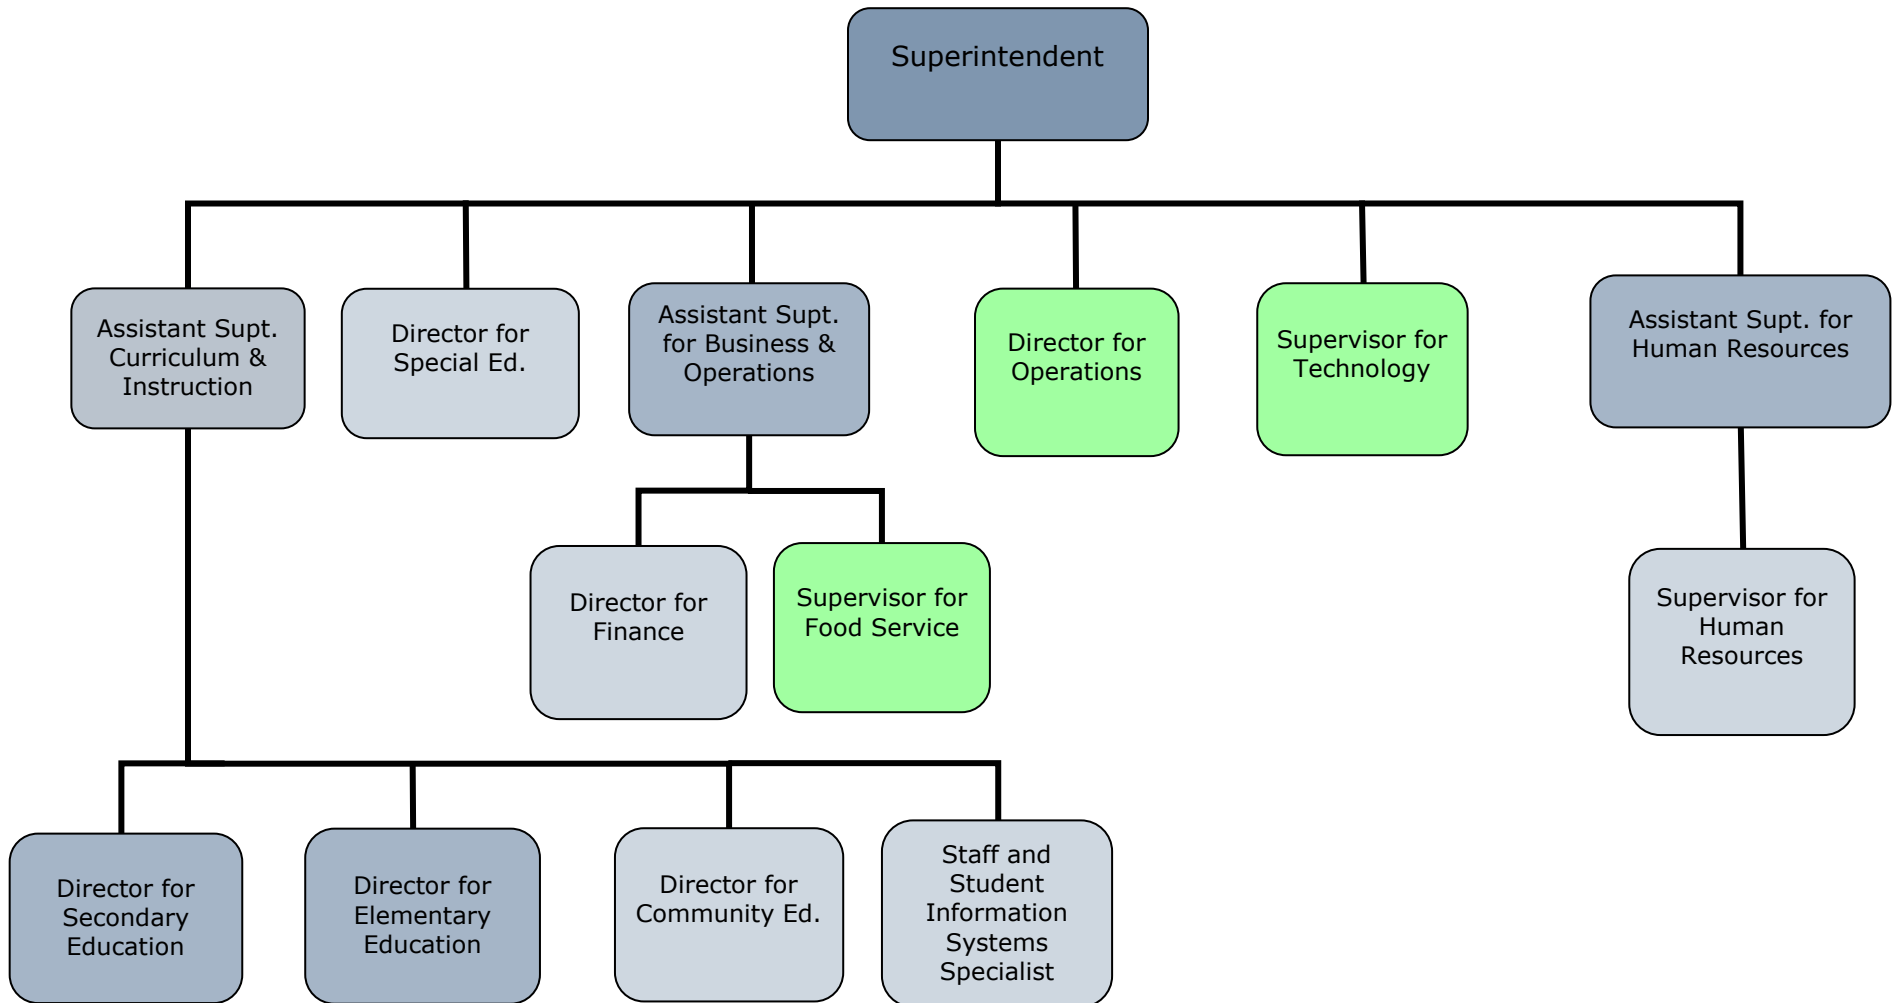 Superintendent
Assistant Supt.
Curriculum &
Instruction
Director for
Special Ed.
Assistant Supt.
for Business &
Operations
Director for
Operations
Supervisor for
Technology
Assistant Supt. for
Human Resources
Director for
Finance
Supervisor for
Food Service
Supervisor for
Human
Resources
Director for
Secondary
Education
Director for
Elementary
Education
Director for
Community Ed.
Staff and
Student
Information
Systems
Specialist